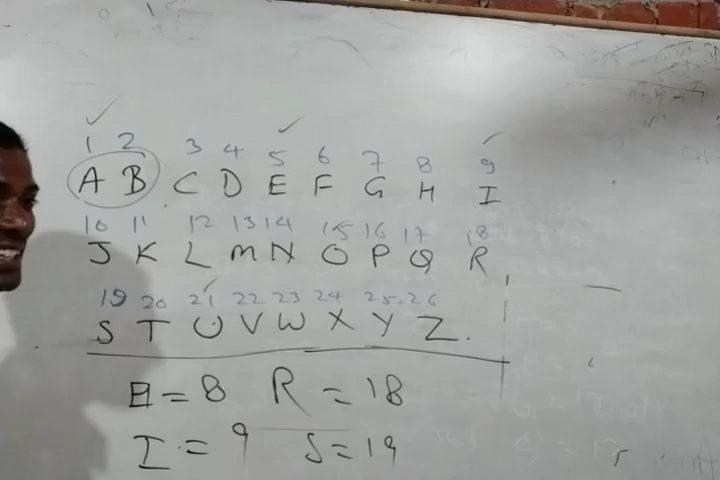 1 2 3 4 5 6 7 8 9
A B C D E F G H I
10 11 12 13 14 15 16 17 18
J K L M N O P Q R
19 20 21 22 23 24 25 26
S T U V W X Y Z.
H = 8 R = 18
I = 9 S = 19